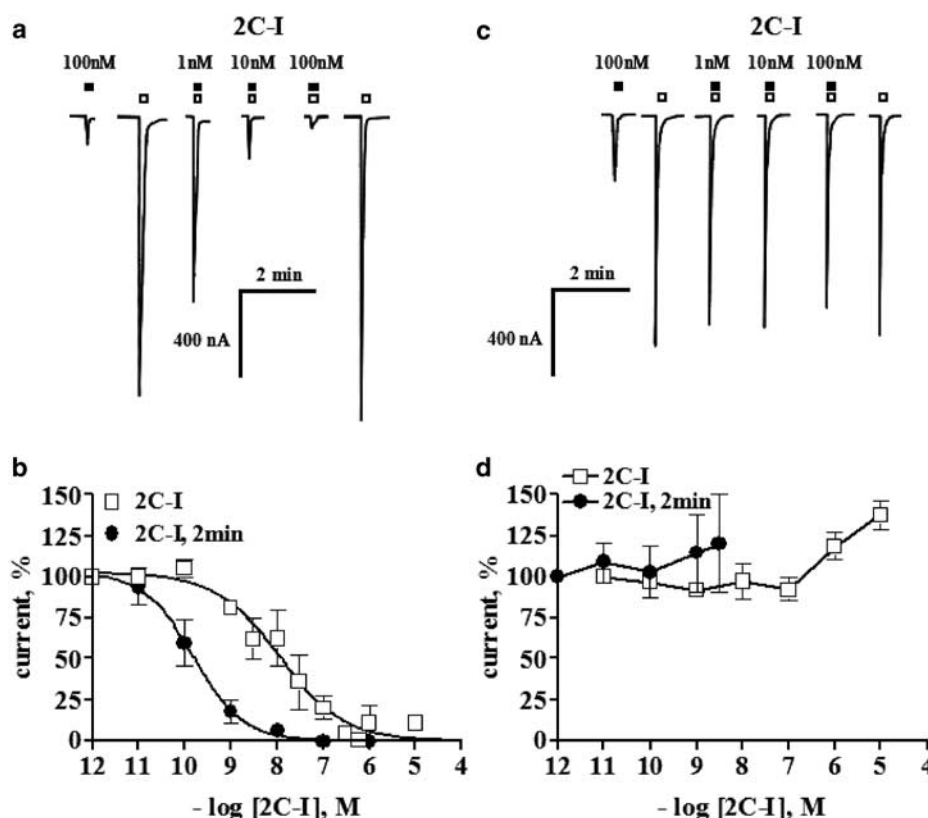 a
2C-I
100nM 1nM 10nM 100nM
2 min
400 nA
c
2C-I
100nM 1nM 10nM 100nM
2 min
400 nA
b
150
125
100
75
50
25
0
current, %
2C-I
2C-I, 2min
12 11 10 9 8 7 6 5 4
- log [2C-I], M
d
150
125
100
75
50
25
0
current, %
2C-I
2C-I, 2min
12 11 10 9 8 7 6 5 4
- log [2C-I], M